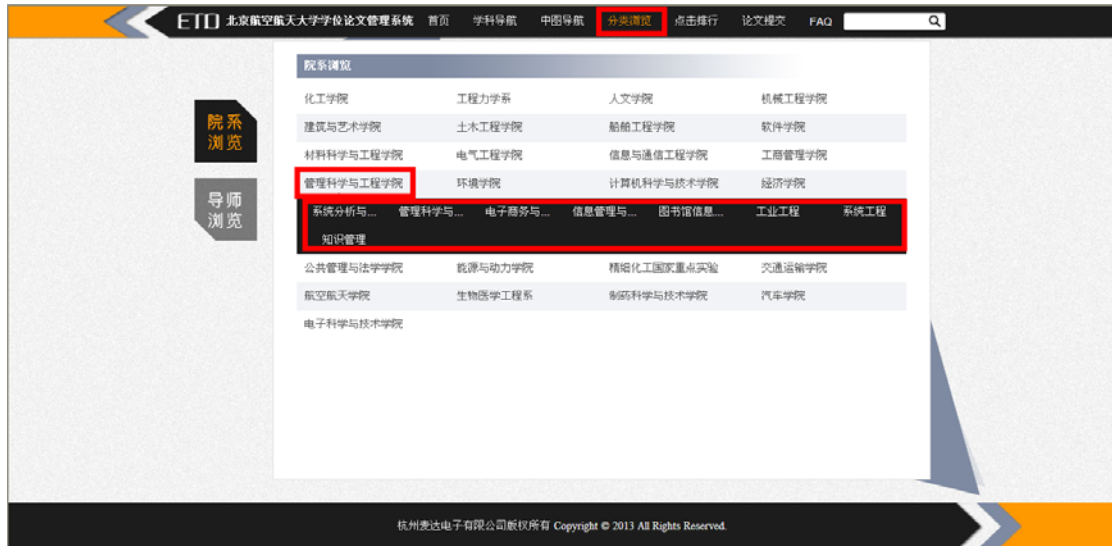 ETD 北京航空航天大学学位论文管理系统 首页 学科导航 中图导航 分类浏览 点击排行 论文提交 FAQ
院系浏览
化工学院 工程力学系 人文学院 机械工程学院
院系
浏览
建筑与艺术学院 土木工程学院 船舶工程学院 软件学院
材料科学与工程学院 电气工程学院 信息与通信工程学院 工商管理学院
管理科学与工程学院 环境学院 计算机科学与技术学院 经济学院
导师
浏览
系统分析与... 管理科学与... 电子商务与... 信息管理与... 图书馆信息... 工业工程 系统工程
知识管理
公共管理与法学学院 能源与动力学院 精细化工国家重点实验 交通运输学院
航空航天学院 生物医学工程系 制药科学与技术学院 汽车学院
电子科学与技术学院
杭州麦达电子有限公司版权所有 Copyright © 2013 All Rights Reserved.